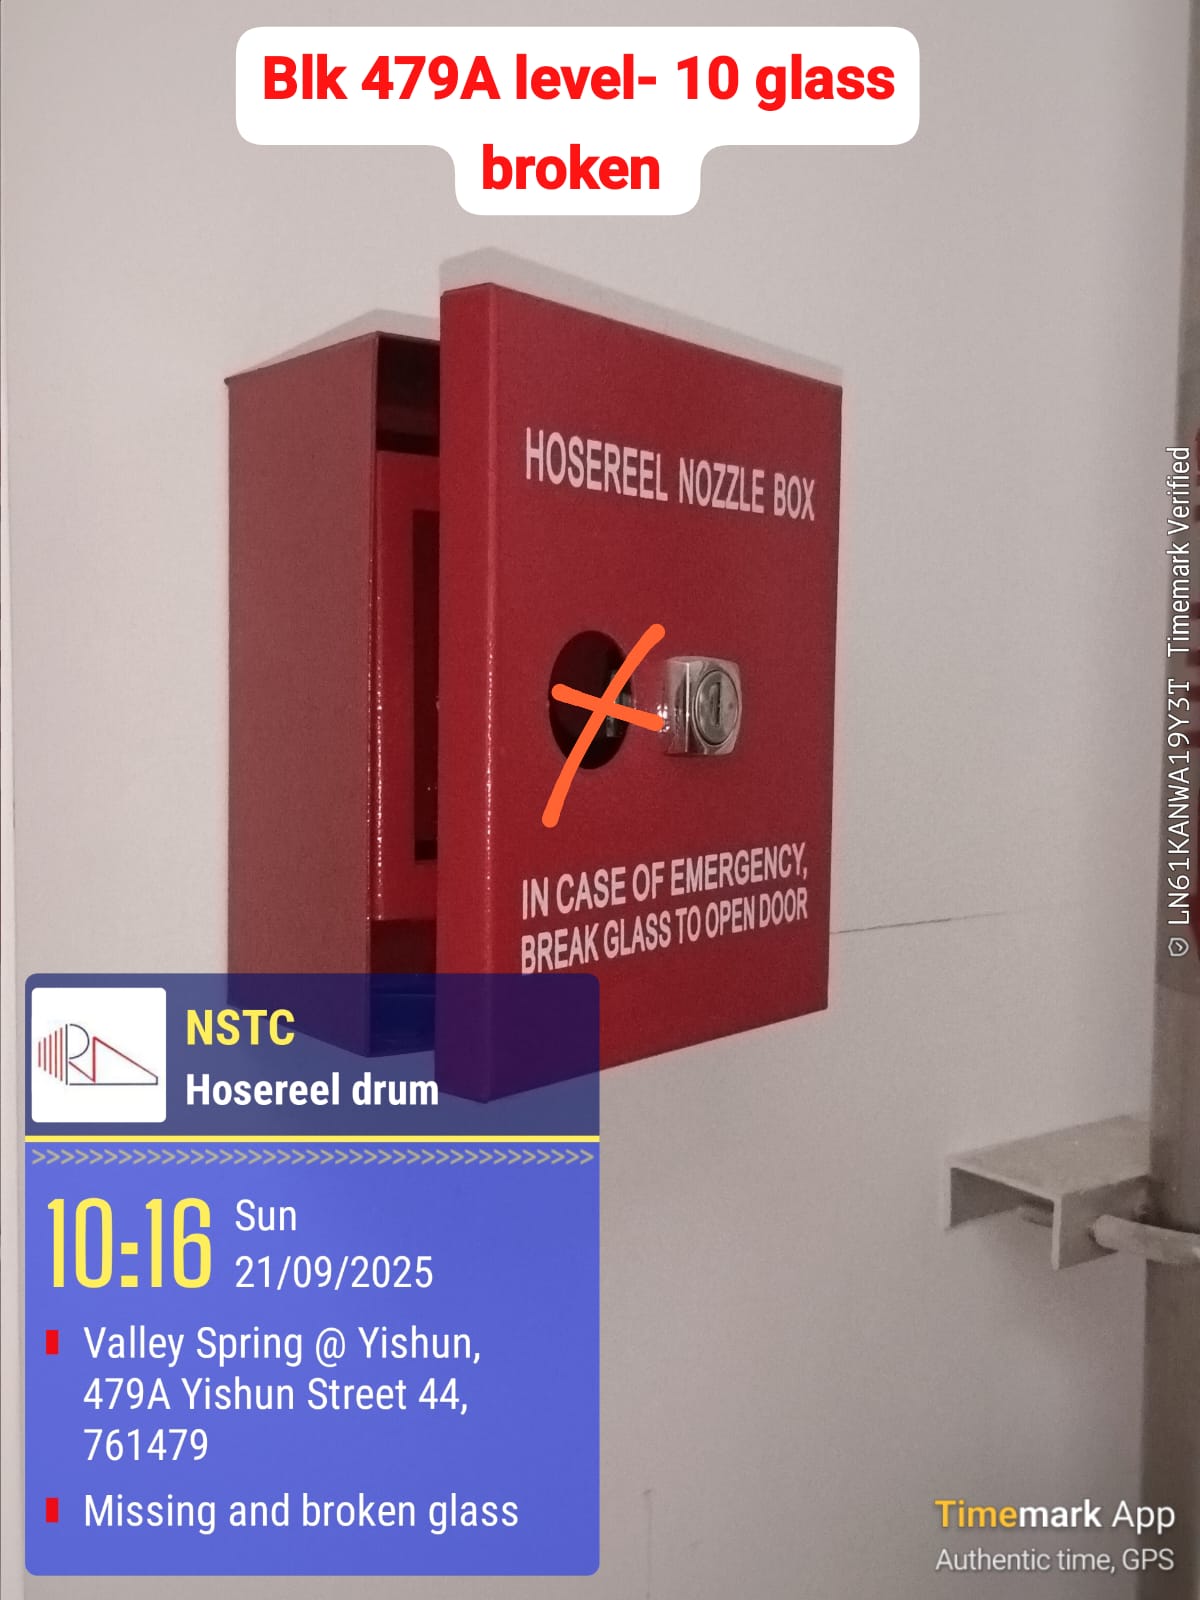 Blk 479A level- 10 glass
broken
HOSEREEL NOZZLE BOX
IN CASE OF EMERGENCY,
BREAK GLASS TO OPEN DOOR
NSTC
Hosereel drum
>>>>>>>>>>>>>>>>>>>>>>>>>>>>>>>>>>>>>>>
10:16
Sun
21/09/2025
Valley Spring @ Yishun,
479A Yishun Street 44,
761479
Missing and broken glass
LN61KANWA19Y3T Timemark Verified
Timemark App
Authentic time, GPS